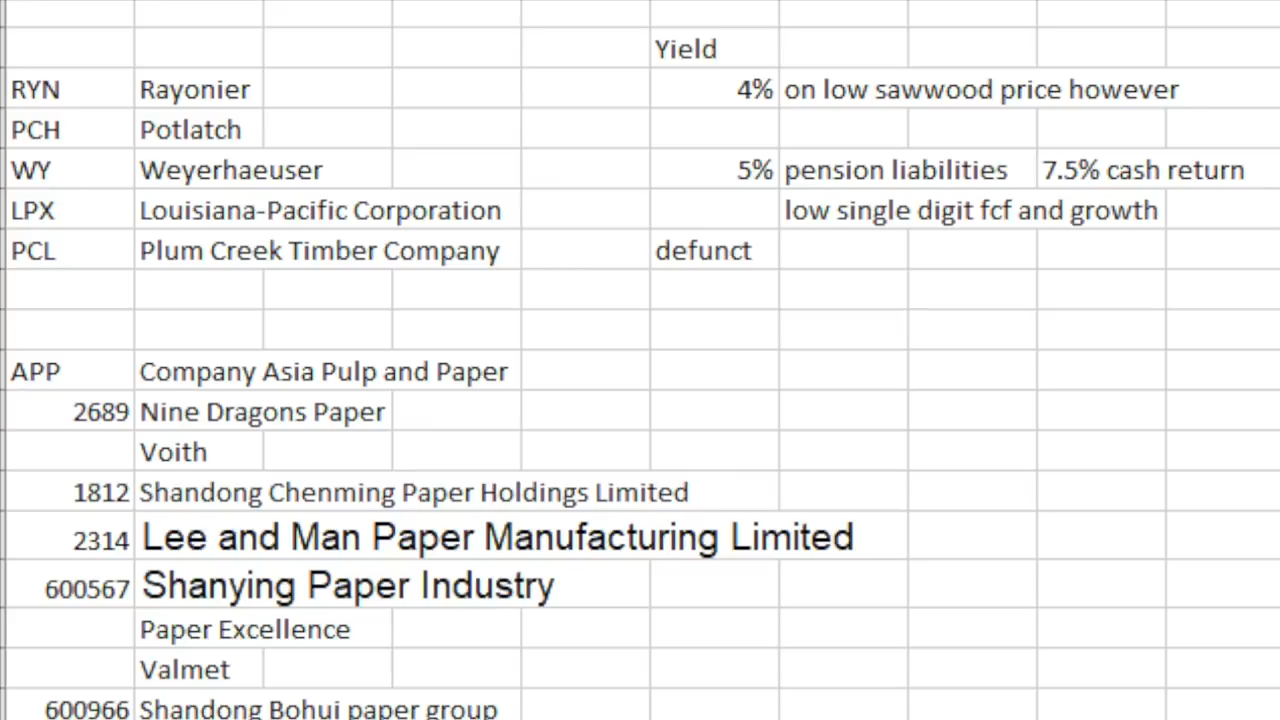 Yield
RYN Rayonier 4% on low sawwood price however
PCH Potlatch
WY Weyerhaeuser 5% pension liabilities 7.5% cash return
LPX Louisiana-Pacific Corporation low single digit fcf and growth
PCL Plum Creek Timber Company defunct
APP Company Asia Pulp and Paper
2689 Nine Dragons Paper
Voith
1812 Shandong Chenming Paper Holdings Limited
2314 Lee and Man Paper Manufacturing Limited
600567 Shanying Paper Industry
Paper Excellence
Valmet
600966 Shandong Bohui paper group